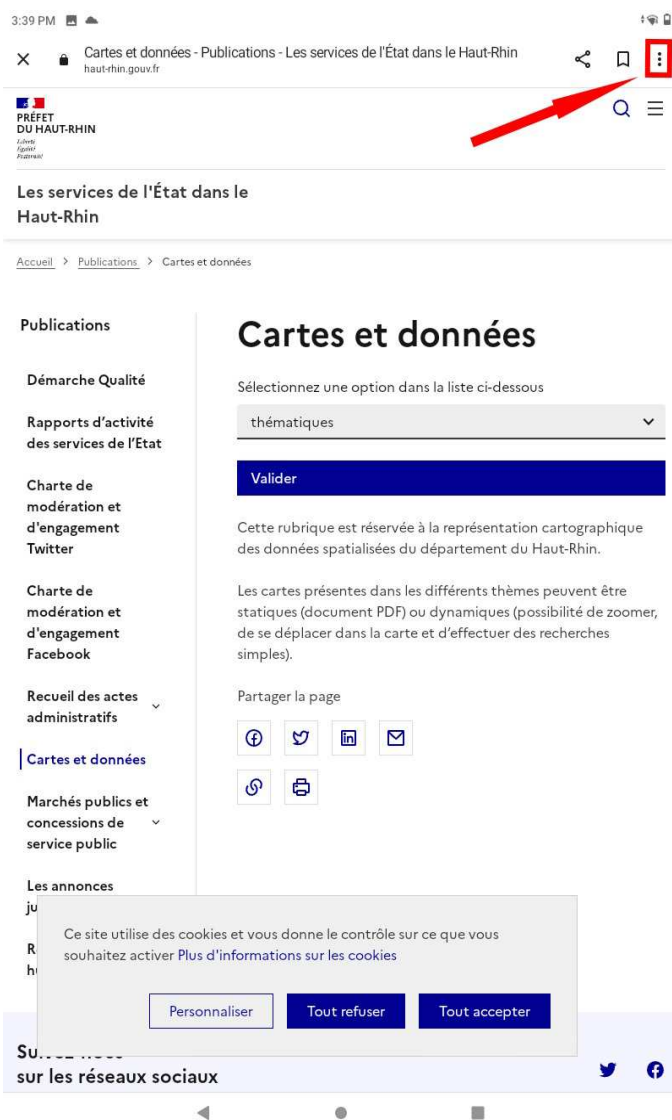 3:39 PM
Cartes et données - Publications - Les services de l'État dans le Haut-Rhin
haut-rhin.gouv.fr
PRÉFET
DU HAUT-RHIN
Liberté
Égalité
Fraternité
Les services de l'État dans le
Haut-Rhin
Accueil > Publications > Cartes et données
Publications
Démarche Qualité
Rapports d'activité
des services de l'Etat
Charte de
modération et
d'engagement
Twitter
Charte de
modération et
d'engagement
Facebook
Recueil des actes
administratifs
Cartes et données
Marchés publics et
concessions de
service public
Les annonces
Cartes et données
Sélectionnez une option dans la liste ci-dessous
thématiques
Valider
Cette rubrique est réservée à la représentation cartographique
des données spatialisées du département du Haut-Rhin.
Les cartes présentes dans les différents thèmes peuvent être
statiques (document PDF) ou dynamiques (possibilité de zoomer,
de se déplacer dans la carte et d'effectuer des recherches
simples).
Partager la page
Ce site utilise des cookies et vous donne le contrôle sur ce que vous
souhaitez activer Plus d'informations sur les cookies
Personnaliser
Tout refuser
Tout accepter
sur les réseaux sociaux